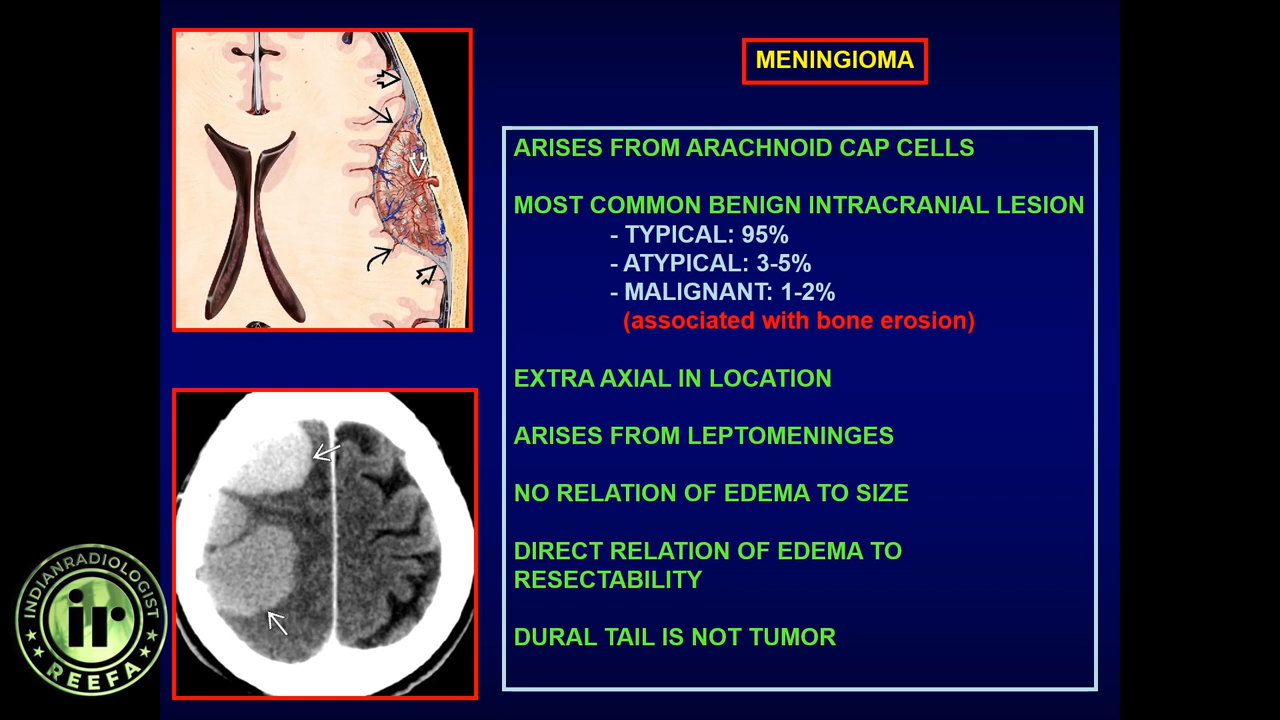 MENINGIOMA
ARISES FROM ARACHNOID CAP CELLS
MOST COMMON BENIGN INTRACRANIAL LESION
- TYPICAL: 95%
- ATYPICAL: 3-5%
- MALIGNANT: 1-2%
(associated with bone erosion)
EXTRA AXIAL IN LOCATION
ARISES FROM LEPTOMENINGES
NO RELATION OF EDEMA TO SIZE
DIRECT RELATION OF EDEMA TO
RESECTABILITY
DURAL TAIL IS NOT TUMOR
INDIANRADIOLOGIST
ir
REEFA